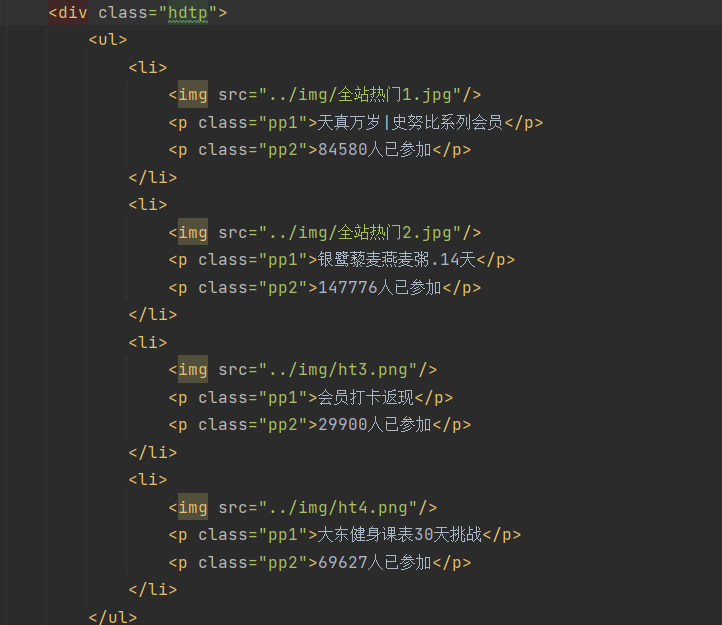 <div class="hdtp">
<ul>
<li>
<img src="../img/全站热门1.jpg"/>
<p class="pp1">天真万岁|史努比系列会员</p>
<p class="pp2">84580人已参加</p>
</li>
<li>
<img src="../img/全站热门2.jpg"/>
<p class="pp1">银鹭藜麦燕麦粥.14天</p>
<p class="pp2">147776人已参加</p>
</li>
<li>
<img src="../img/ht3.png"/>
<p class="pp1">会员打卡返现</p>
<p class="pp2">29900人已参加</p>
</li>
<li>
<img src="../img/ht4.png"/>
<p class="pp1">大东健身课表30天挑战</p>
<p class="pp2">69627人已参加</p>
</li>
</ul>